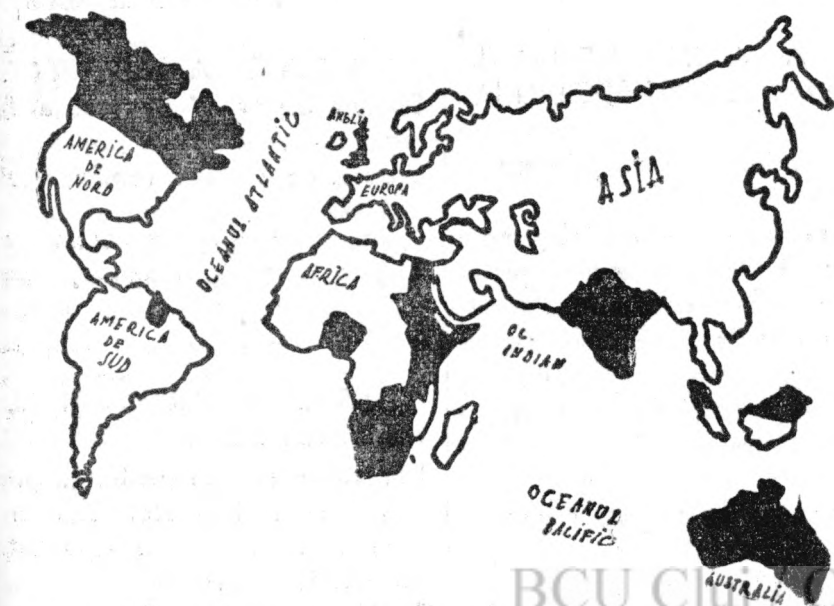 AMERICA
DE
NORD
OCEANUL ATLANTIC
ANGLIA
EUROPA
ASIA
AFRICA
AMERICA
DE
SUD
OC.
INDIAN
OCEANUL
PACIFIC
AUSTRALIA
BCU Cluj